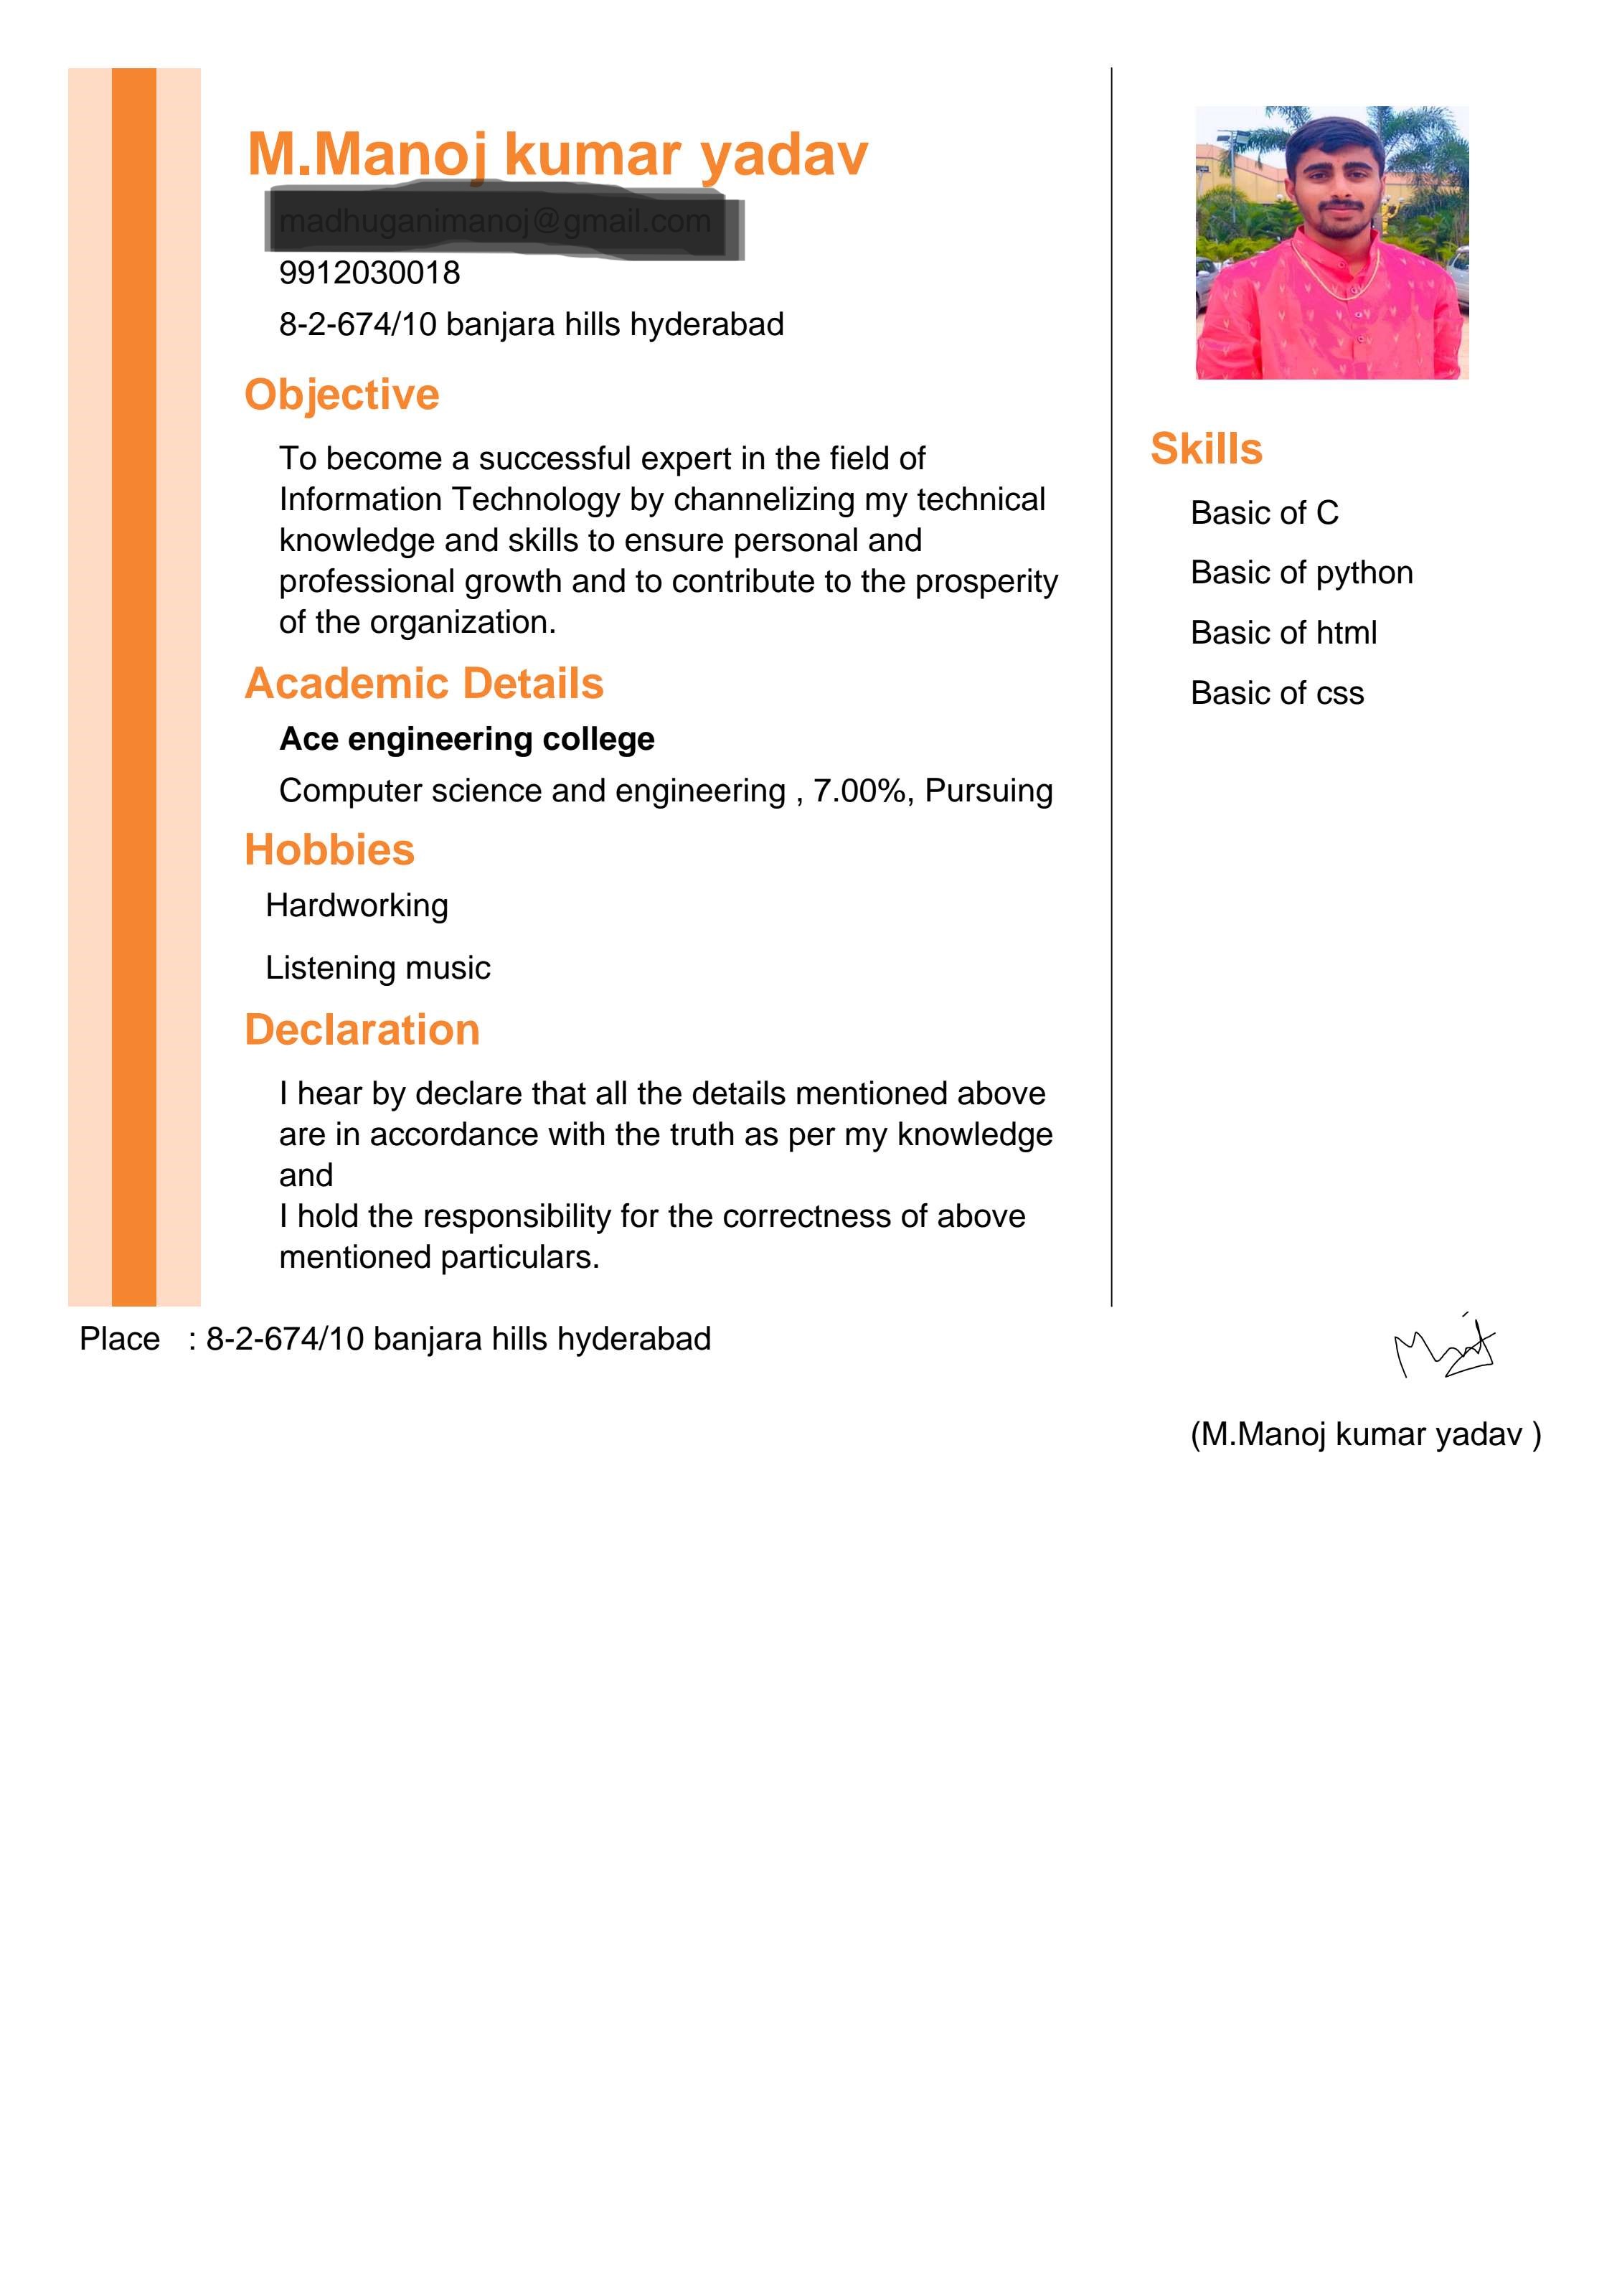 M.Manoj kumar yadav
9912030018
8-2-674/10 banjara hills hyderabad
Objective
To become a successful expert in the field of
Information Technology by channelizing my technical
knowledge and skills to ensure personal and
professional growth and to contribute to the prosperity
of the organization.
Academic Details
Ace engineering college
Computer science and engineering , 7.00%, Pursuing
Hobbies
Hardworking
Listening music
Declaration
I hear by declare that all the details mentioned above
are in accordance with the truth as per my knowledge
and
I hold the responsibility for the correctness of above
mentioned particulars.
Skills
Basic of C
Basic of python
Basic of html
Basic of css
Place : 8-2-674/10 banjara hills hyderabad
(M.Manoj kumar yadav )